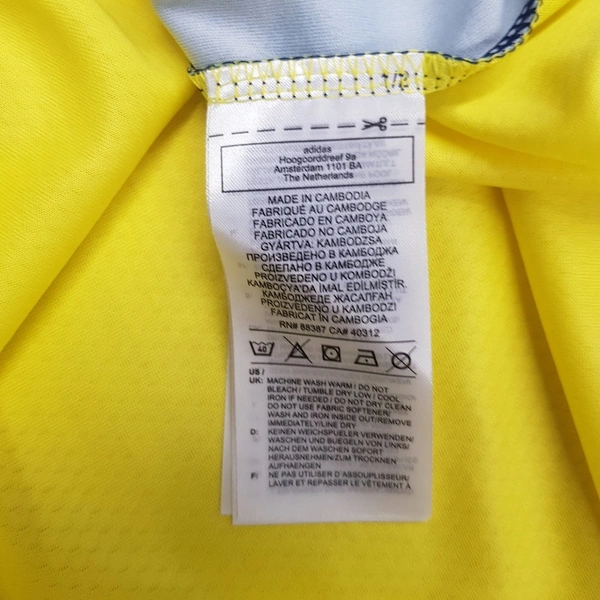 1/2
adidas
Hoogoorddreef 9a
Amsterdam 1101 BA
The Netherlands
MADE IN CAMBODIA
FABRIQUÉ AU CAMBODGE
FABRICADO EN CAMBOYA
FABRICADO NO CAMBOJA
GYÁRTVA: KAMBODZSA
ПРОИЗВЕДЕНО В КАМБОДЖА
СДЕЛАНО В КАМБОДЖЕ
PROIZVEDENO U KOMBODŽI
KAMBOÇYA'DA İMAL EDİLMİŞTİR.
КАМБОДЖЕДЕ ЖАСАЛҒАН
PROIZVEDENO U KAMBODŽI
FABRICAT ÎN CAMBOGIA
RN# 88387 CA# 40312
40
US /
UK: MACHINE WASH WARM / DO NOT
BLEACH / TUMBLE DRY LOW / COOL
IRON IF NEEDED / DO NOT DRY CLEAN
DO NOT USE FABRIC SOFTENER/
WASH AND IRON INSIDE OUT/REMOVE
IMMEDIATELY/LINE DRY
D: KEINEN WEICHSPUELER VERWENDEN/
WASCHEN UND BUEGELN VON LINKS/
NACH DEM WASCHEN SOFORT
HERAUSNEHMEN/ZUM TROCKNEN
AUFHAENGEN
F: NE PAS UTILISER D'ASSOUPLISSEUR/
LAVER ET REPASSER LE VÊTEMENT À